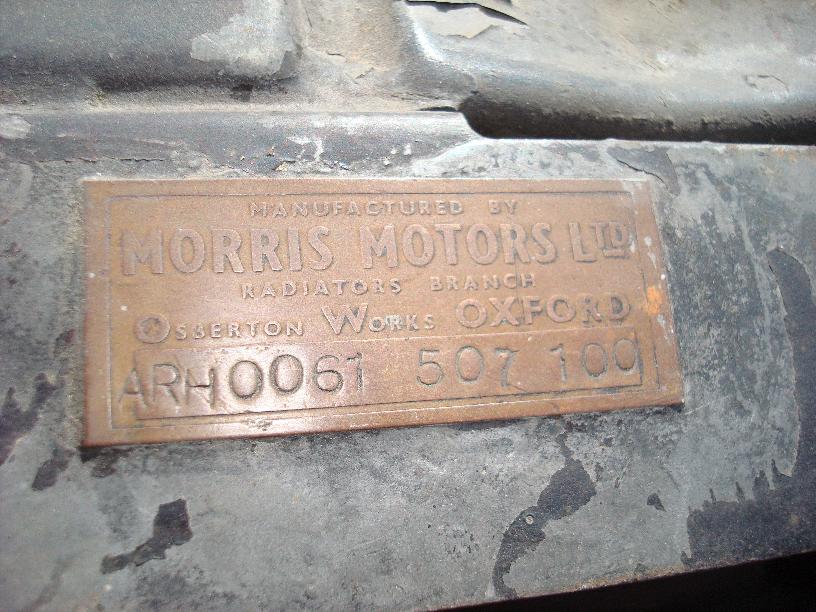 MANUFACTURED BY
MORRIS MOTORS LTD
RADIATORS BRANCH
OSBERTON WORKS OXFORD
ARH0061 507 100